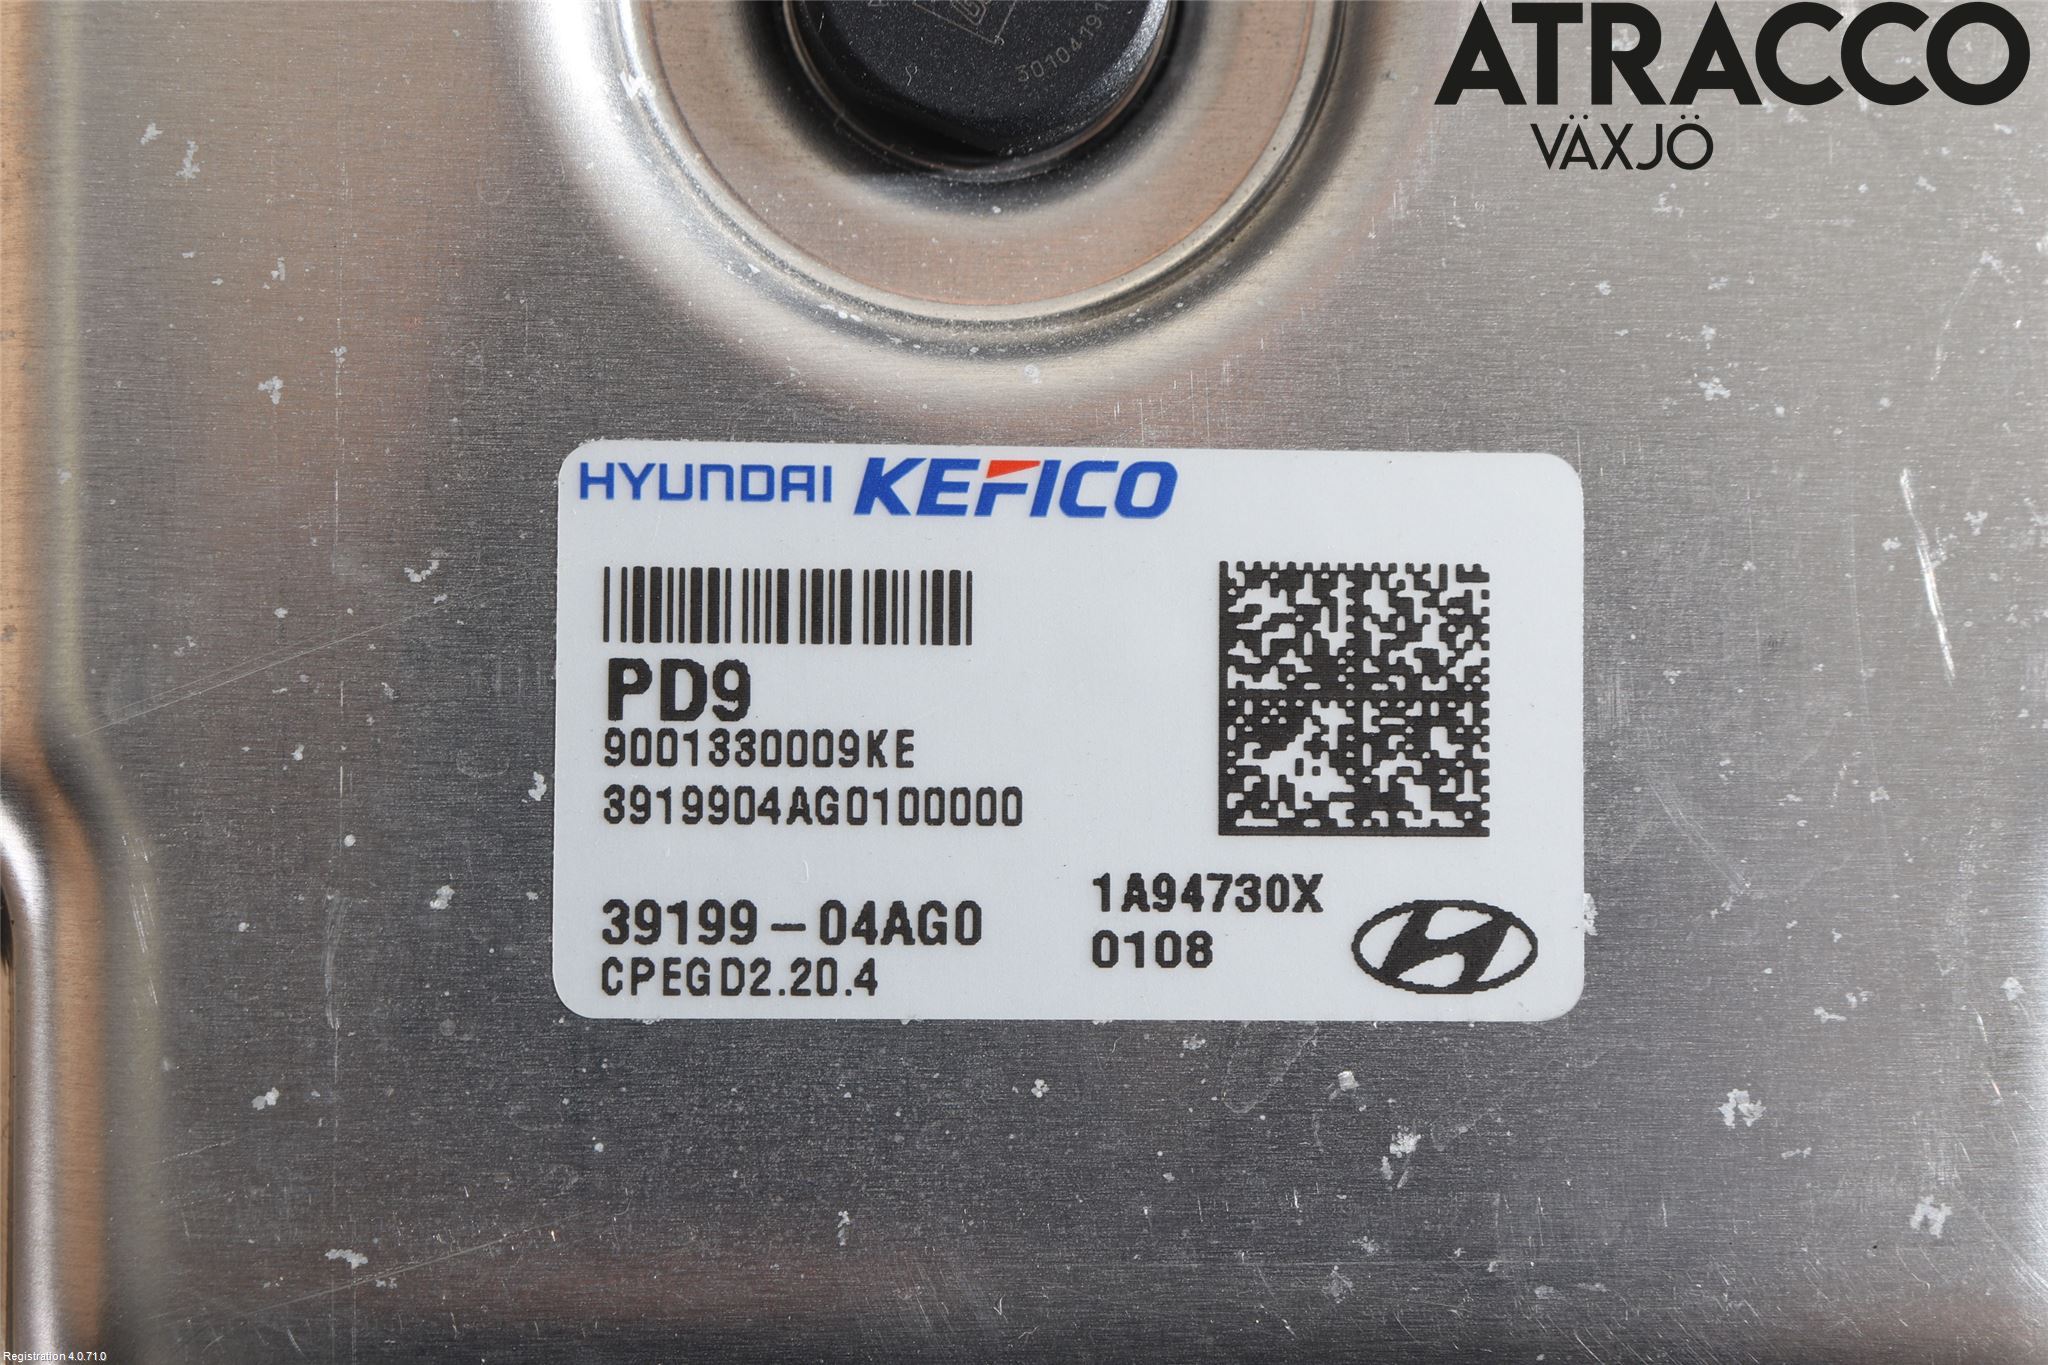 ATRACCO
VÄXJÖ
HYUNDAI KEFICO
PD9
9001330009KE
3919904AG0100000
39199-04AG0
CPEGD2.20.4
1A94730X
0108
Registration 4.0.71.0